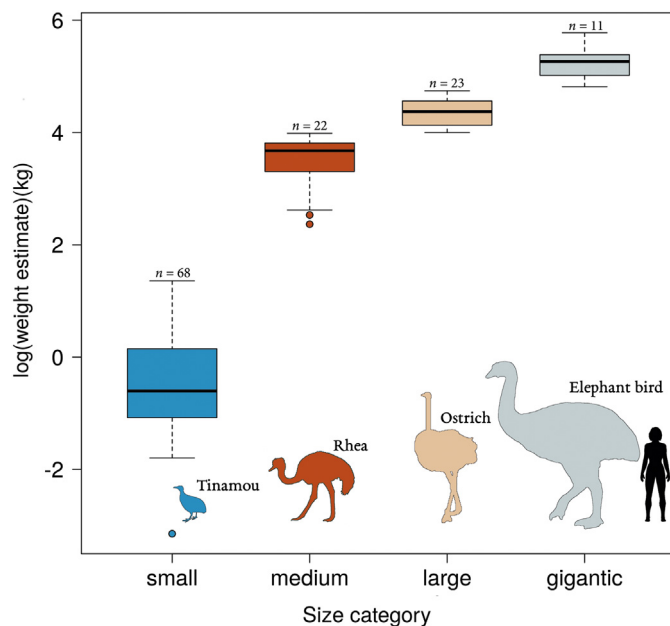 6
4
2
0
-2
log(weight estimate)(kg)
n = 68
n = 22
n = 23
n = 11
Tinamou
Rhea
Ostrich
Elephant bird
small medium large gigantic
Size category